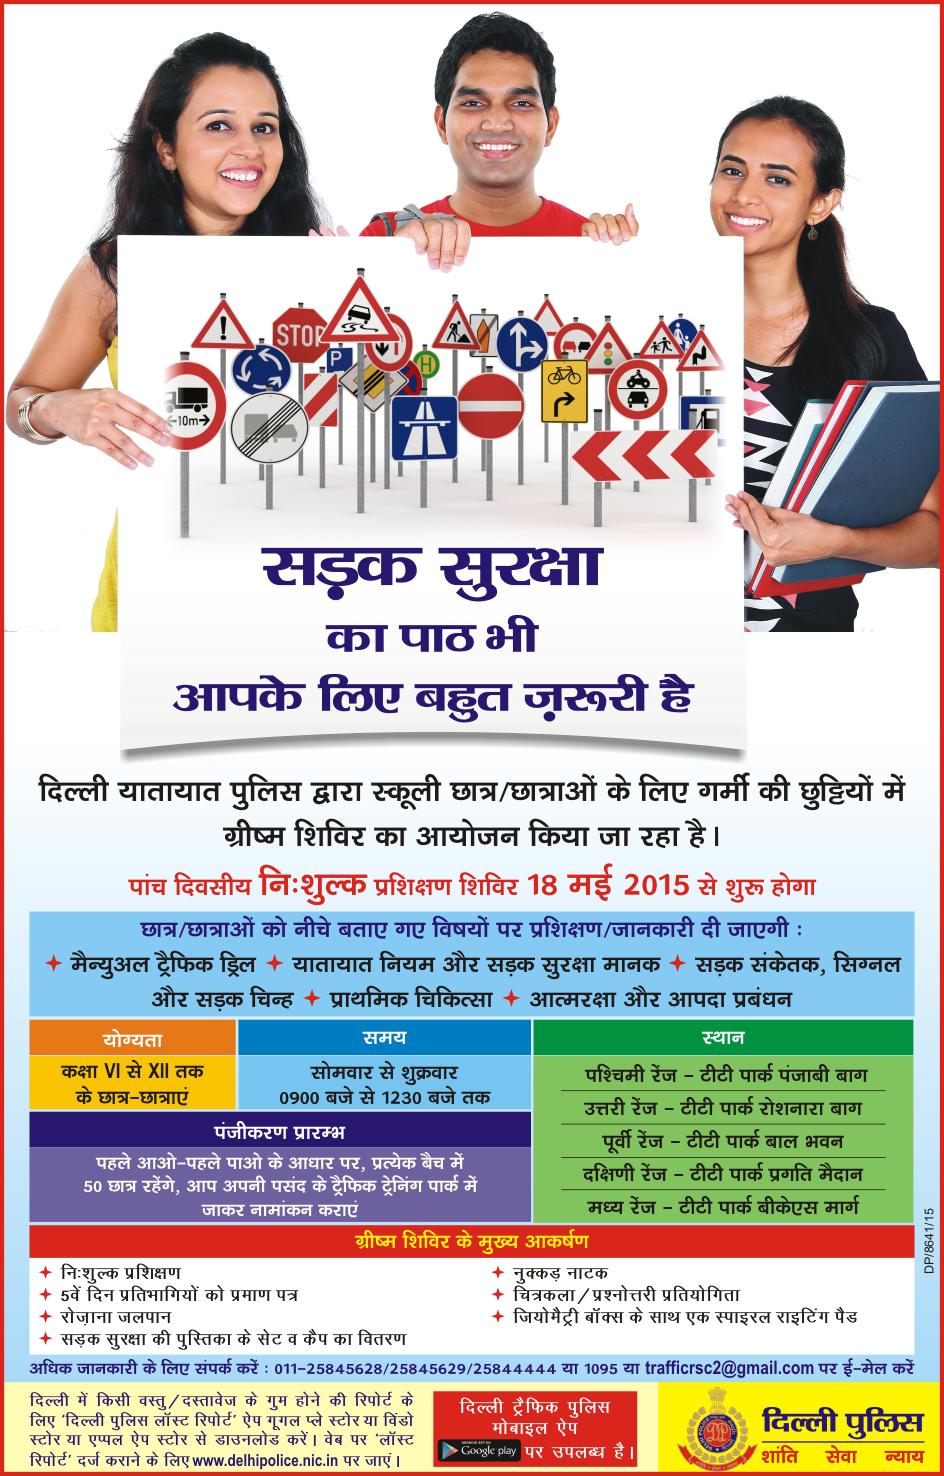 STOP
P
H
←10m→
सड़क सुरक्षा
का पाठ भी
आपके लिए बहुत ज़रूरी है
दिल्ली यातायात पुलिस द्वारा स्कूली छात्र/छात्राओं के लिए गर्मी की छुट्टियों में
ग्रीष्म शिविर का आयोजन किया जा रहा है।
पांच दिवसीय निःशुल्क प्रशिक्षण शिविर 18 मई 2015 से शुरू होगा
छात्र/छात्राओं को नीचे बताए गए विषयों पर प्रशिक्षण/जानकारी दी जाएगी :
✦ मैन्युअल ट्रैफिक ड्रिल ✦ यातायात नियम और सड़क सुरक्षा मानक ✦ सड़क संकेतक, सिग्नल
और सड़क चिन्ह ✦ प्राथमिक चिकित्सा ✦ आत्मरक्षा और आपदा प्रबंधन
योग्यता
कक्षा VI से XII तक
के छात्र-छात्राएं
समय
सोमवार से शुक्रवार
0900 बजे से 1230 बजे तक
पंजीकरण प्रारम्भ
पहले आओ-पहले पाओ के आधार पर, प्रत्येक बैच में
50 छात्र रहेंगे, आप अपनी पसंद के ट्रैफिक ट्रेनिंग पार्क में
जाकर नामांकन कराएं
स्थान
पश्चिमी रेंज - टीटी पार्क पंजाबी बाग
उत्तरी रेंज - टीटी पार्क रोशनारा बाग
पूर्वी रेंज - टीटी पार्क बाल भवन
दक्षिणी रेंज - टीटी पार्क प्रगति मैदान
मध्य रेंज - टीटी पार्क बीकेएस मार्ग
ग्रीष्म शिविर के मुख्य आकर्षण
✦ निःशुल्क प्रशिक्षण
✦ 5वें दिन प्रतिभागियों को प्रमाण पत्र
✦ रोज़ाना जलपान
✦ सड़क सुरक्षा की पुस्तिका के सेट व कैप का वितरण
✦ नुक्कड़ नाटक
✦ चित्रकला/प्रश्नोत्तरी प्रतियोगिता
✦ जियोमैट्री बॉक्स के साथ एक स्पाइरल राइटिंग पैड
DP/8641/15
अधिक जानकारी के लिए संपर्क करें : 011-25845628/25845629/25844444 या 1095 या trafficrsc2@gmail.com पर ई-मेल करें
दिल्ली में किसी वस्तु/दस्तावेज के गुम होने की रिपोर्ट के
लिए 'दिल्ली पुलिस लॉस्ट रिपोर्ट' ऐप गूगल प्ले स्टोर या विंडो
स्टोर या एप्पल ऐप स्टोर से डाउनलोड करें। वेब पर 'लॉस्ट
रिपोर्ट' दर्ज कराने के लिए www.delhipolice.nic.in पर जाएं।
दिल्ली ट्रैफिक पुलिस
मोबाइल ऐप
ANDROID APP ON
Google play पर उपलब्ध है।
दिल्ली पुलिस
शांति सेवा न्याय